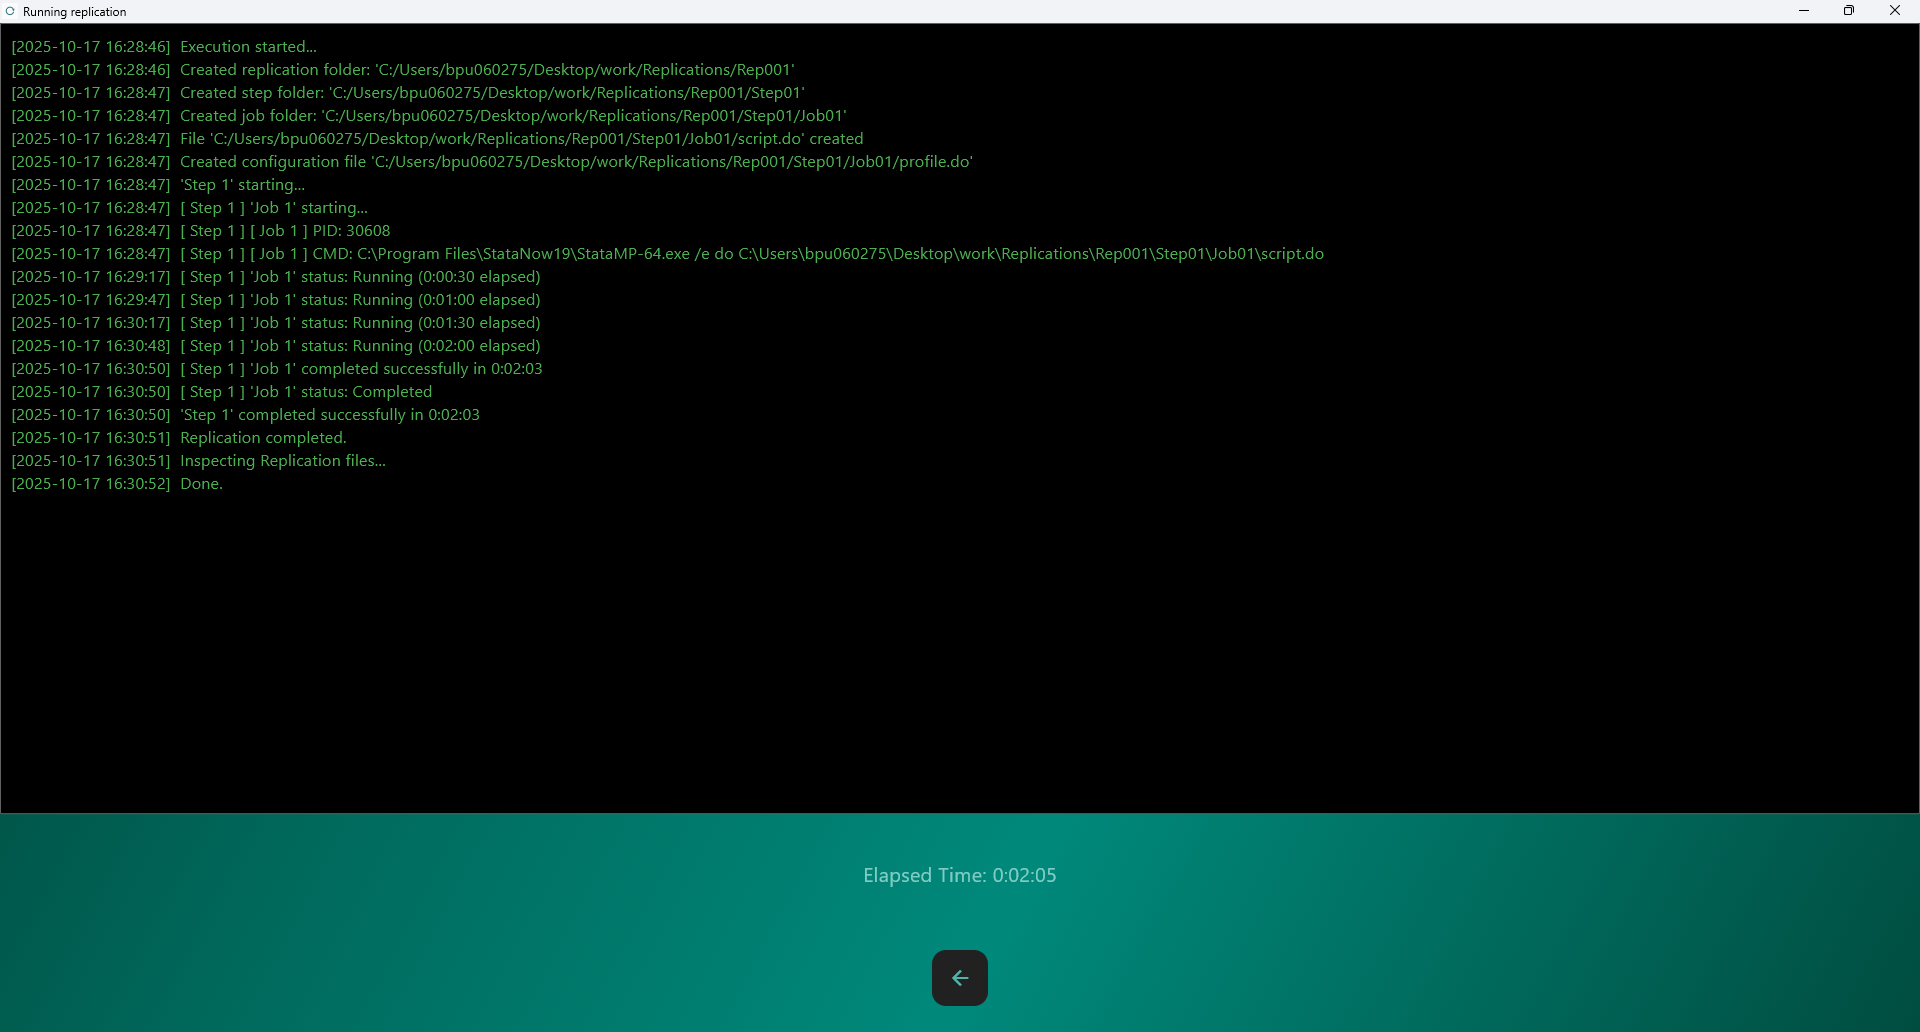 Running replication
[2025-10-17 16:28:46] Execution started...
[2025-10-17 16:28:46] Created replication folder: 'C:/Users/bpu060275/Desktop/work/Replications/Rep001'
[2025-10-17 16:28:47] Created step folder: 'C:/Users/bpu060275/Desktop/work/Replications/Rep001/Step01'
[2025-10-17 16:28:47] Created job folder: 'C:/Users/bpu060275/Desktop/work/Replications/Rep001/Step01/Job01'
[2025-10-17 16:28:47] File 'C:/Users/bpu060275/Desktop/work/Replications/Rep001/Step01/Job01/script.do' created
[2025-10-17 16:28:47] Created configuration file 'C:/Users/bpu060275/Desktop/work/Replications/Rep001/Step01/Job01/profile.do'
[2025-10-17 16:28:47] 'Step 1' starting...
[2025-10-17 16:28:47] [ Step 1 ] 'Job 1' starting...
[2025-10-17 16:28:47] [ Step 1 ] [ Job 1 ] PID: 30608
[2025-10-17 16:28:47] [ Step 1 ] [ Job 1 ] CMD: C:\Program Files\StataNow19\StataMP-64.exe /e do C:\Users\bpu060275\Desktop\work\Replications\Rep001\Step01\Job01\script.do
[2025-10-17 16:29:17] [ Step 1 ] 'Job 1' status: Running (0:00:30 elapsed)
[2025-10-17 16:29:47] [ Step 1 ] 'Job 1' status: Running (0:01:00 elapsed)
[2025-10-17 16:30:17] [ Step 1 ] 'Job 1' status: Running (0:01:30 elapsed)
[2025-10-17 16:30:48] [ Step 1 ] 'Job 1' status: Running (0:02:00 elapsed)
[2025-10-17 16:30:50] [ Step 1 ] 'Job 1' completed successfully in 0:02:03
[2025-10-17 16:30:50] [ Step 1 ] 'Job 1' status: Completed
[2025-10-17 16:30:50] 'Step 1' completed successfully in 0:02:03
[2025-10-17 16:30:51] Replication completed.
[2025-10-17 16:30:51] Inspecting Replication files...
[2025-10-17 16:30:52] Done.
Elapsed Time: 0:02:05